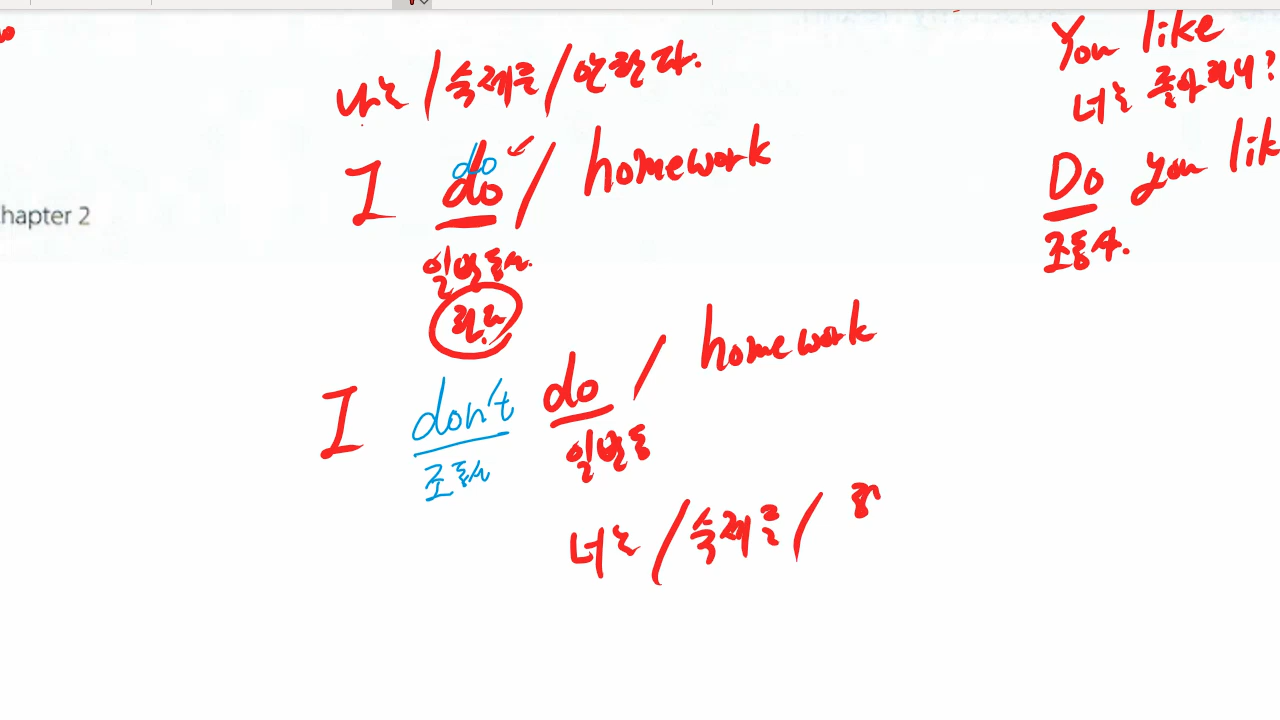 나는 / 숙제를 / 안한다.
I do do / homework
일반동사.
한다
I don't do / homework
조동사 일반동
너는 / 숙제를 /
You like
너는 좋아하니?
Do you lik
조동사.
hapter 2